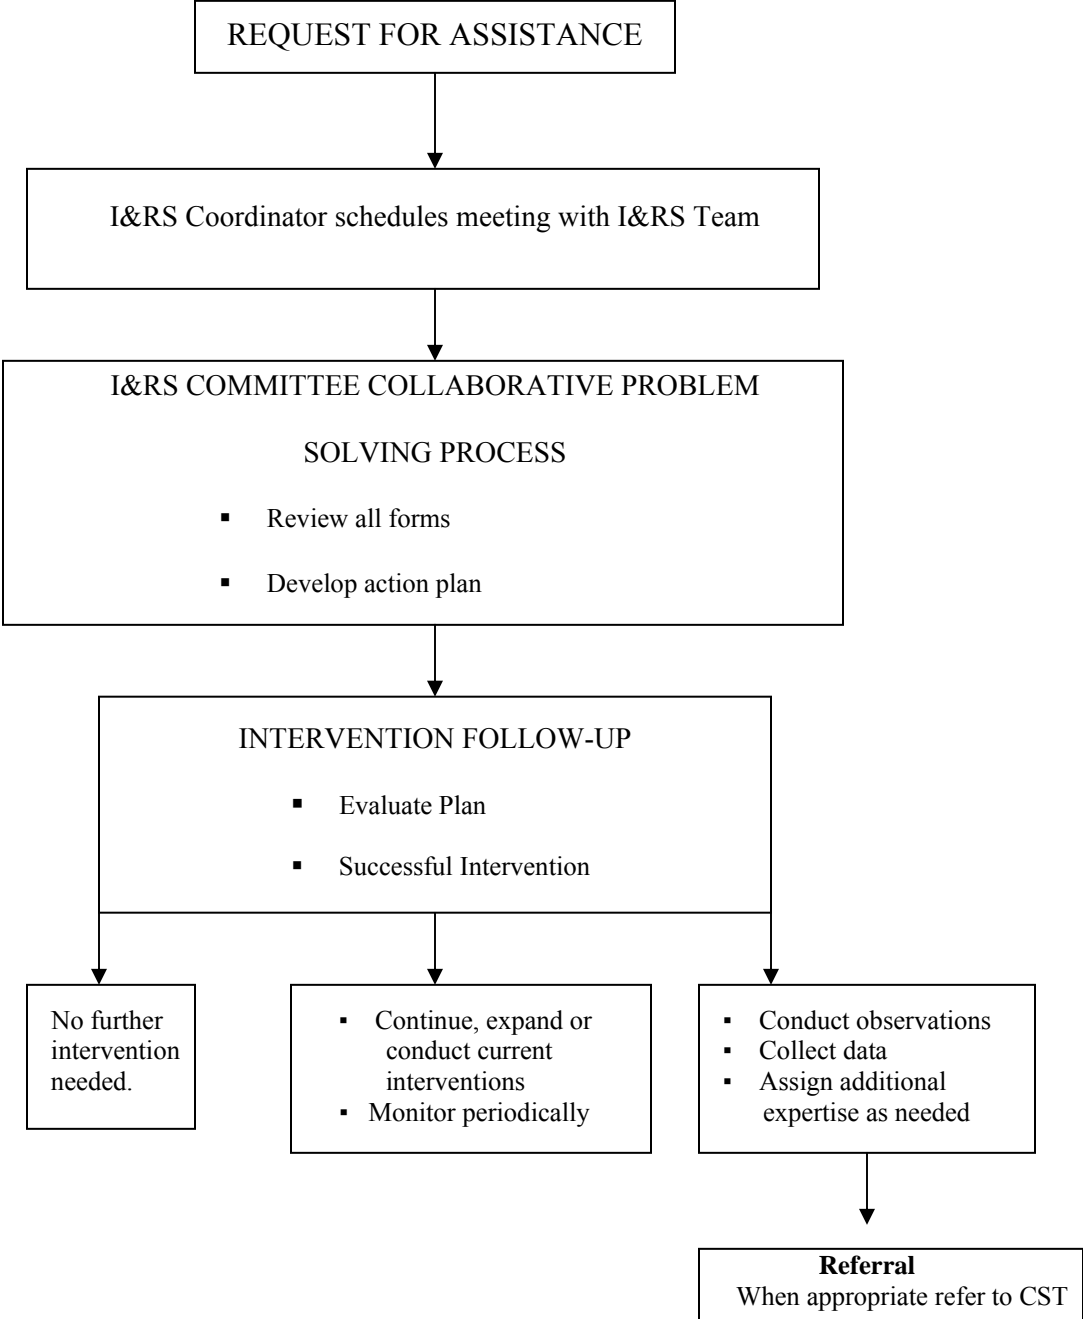 REQUEST FOR ASSISTANCE
I&RS Coordinator schedules meeting with I&RS Team
I&RS COMMITTEE COLLABORATIVE PROBLEM
SOLVING PROCESS
▪ Review all forms
▪ Develop action plan
INTERVENTION FOLLOW-UP
▪ Evaluate Plan
▪ Successful Intervention
No further
intervention
needed.
▪ Continue, expand or
conduct current
interventions
▪ Monitor periodically
▪ Conduct observations
▪ Collect data
▪ Assign additional
expertise as needed
Referral
When appropriate refer to CST